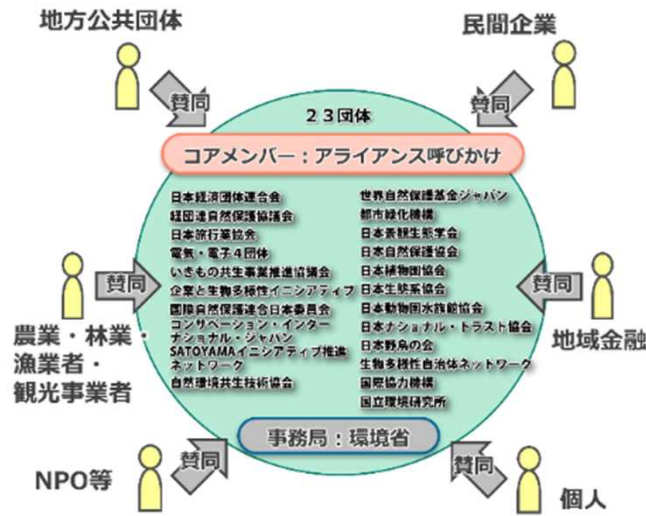 地方公共団体
民間企業
賛同
賛同
23団体
コアメンバー：アライアンス呼びかけ
日本経済団体連合会
経団連自然保護協議会
日本旅行業協会
電気・電子４団体
いきもの共生事業推進協議会
企業と生物多様性イニシアティブ
国際自然保護連合日本委員会
コンサベーション・インター
ナショナル・ジャパン
SATOYAMAイニシアティブ推進
ネットワーク
自然環境共生技術協会
世界自然保護基金ジャパン
都市緑化機構
日本景観生態学会
日本自然保護協会
日本植物園協会
日本生態系協会
日本動物園水族館協会
日本ナショナル・トラスト協会
日本野鳥の会
生物多様性自治体ネットワーク
国際協力機構
国立環境研究所
賛同
農業・林業・
漁業者・
観光事業者
賛同
地域金融
事務局：環境省
賛同
NPO等
賛同
個人